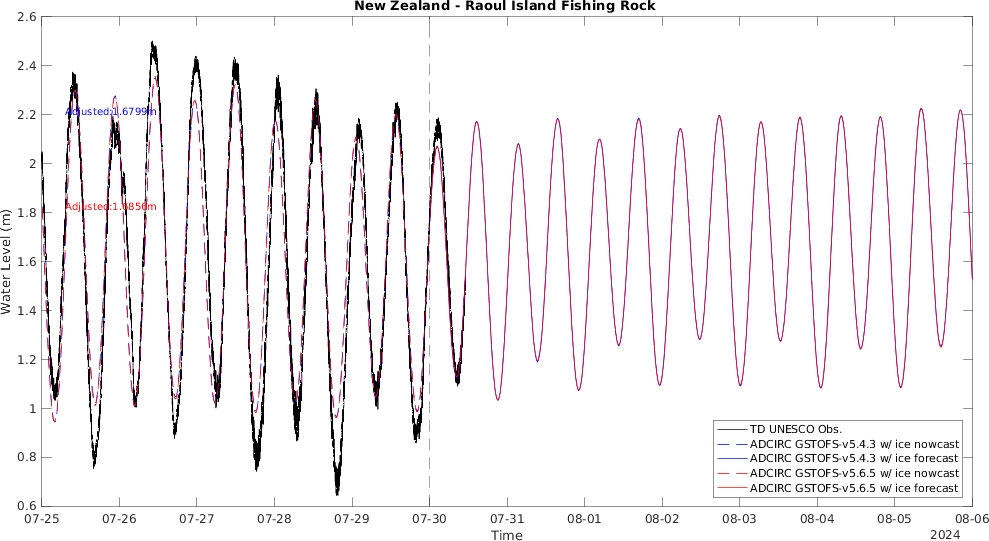 New Zealand - Raoul Island Fishing Rock
Water Level (m)
2.6
2.4
2.2
2
1.8
1.6
1.4
1.2
1
0.8
0.6
Adjusted:1.6799m
Adjusted:1.6856m
TD UNESCO Obs.
ADCIRC GSTOFS-v5.4.3 w/ ice nowcast
ADCIRC GSTOFS-v5.4.3 w/ ice forecast
ADCIRC GSTOFS-v5.6.5 w/ ice nowcast
ADCIRC GSTOFS-v5.6.5 w/ ice forecast
07-25 07-26 07-27 07-28 07-29 07-30 07-31 08-01 08-02 08-03 08-04 08-05 08-06
Time
2024